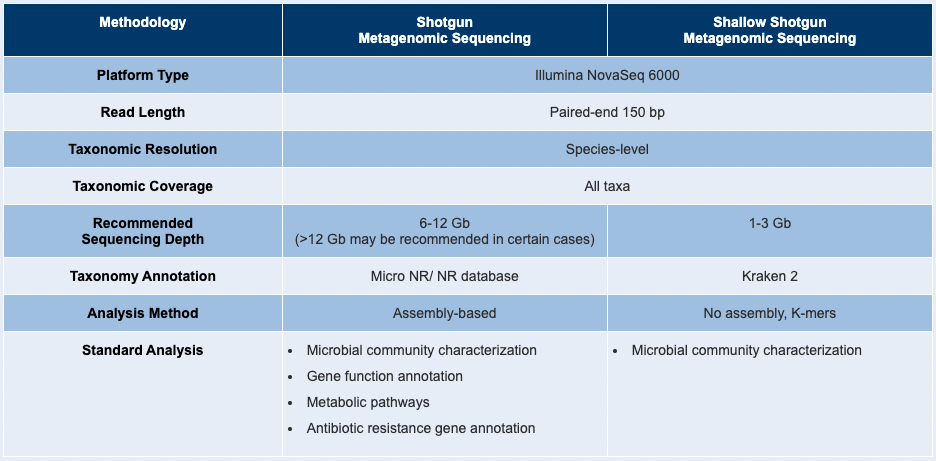 Methodology
Shotgun
Metagenomic Sequencing
Shallow Shotgun
Metagenomic Sequencing
Platform Type
Illumina NovaSeq 6000
Read Length
Paired-end 150 bp
Taxonomic Resolution
Species-level
Taxonomic Coverage
All taxa
Recommended
Sequencing Depth
6-12 Gb
(>12 Gb may be recommended in certain cases)
1-3 Gb
Taxonomy Annotation
Micro NR/ NR database
Kraken 2
Analysis Method
Assembly-based
No assembly, K-mers
Standard Analysis
• Microbial community characterization
• Gene function annotation
• Metabolic pathways
• Antibiotic resistance gene annotation
• Microbial community characterization